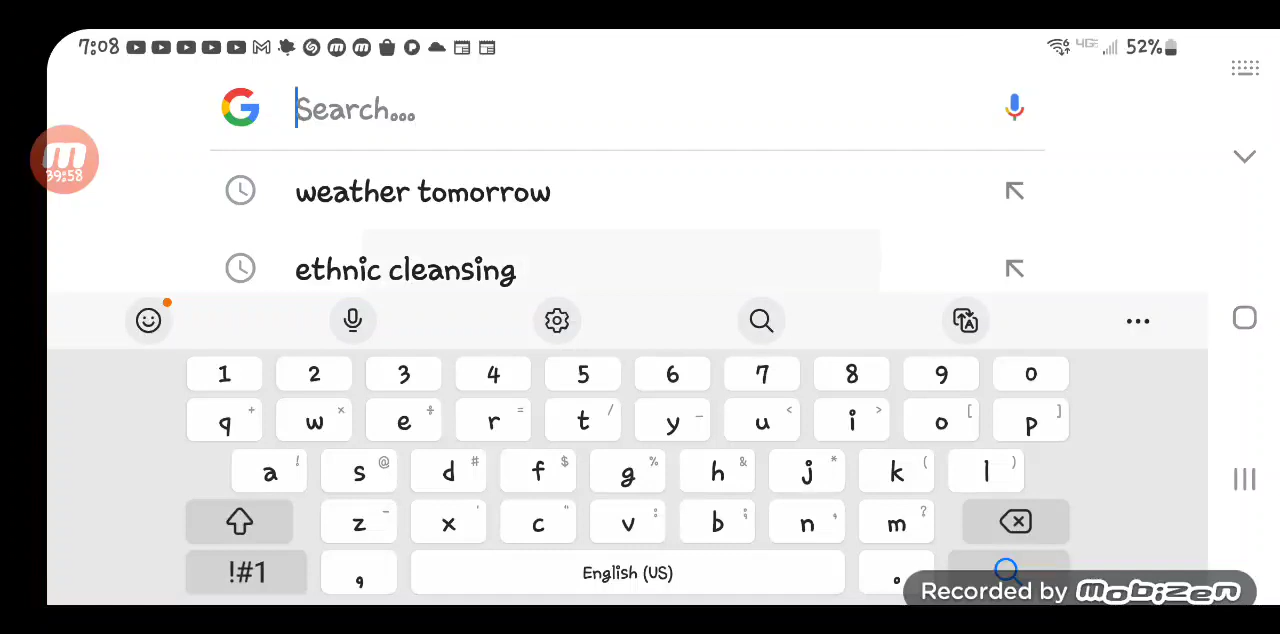 7:08 52%
4GE
Search...
39:58
weather tomorrow
ethnic cleansing
1 2 3 4 5 6 7 8 9 0
q + w × e ÷ r = t / y _ u < i > o [ p ]
a ! s @ d # f $ g % h & j * k ( l )
z - x ' c " v : b ; n , m ?
!#1 , English (US) .
Recorded by mobizen